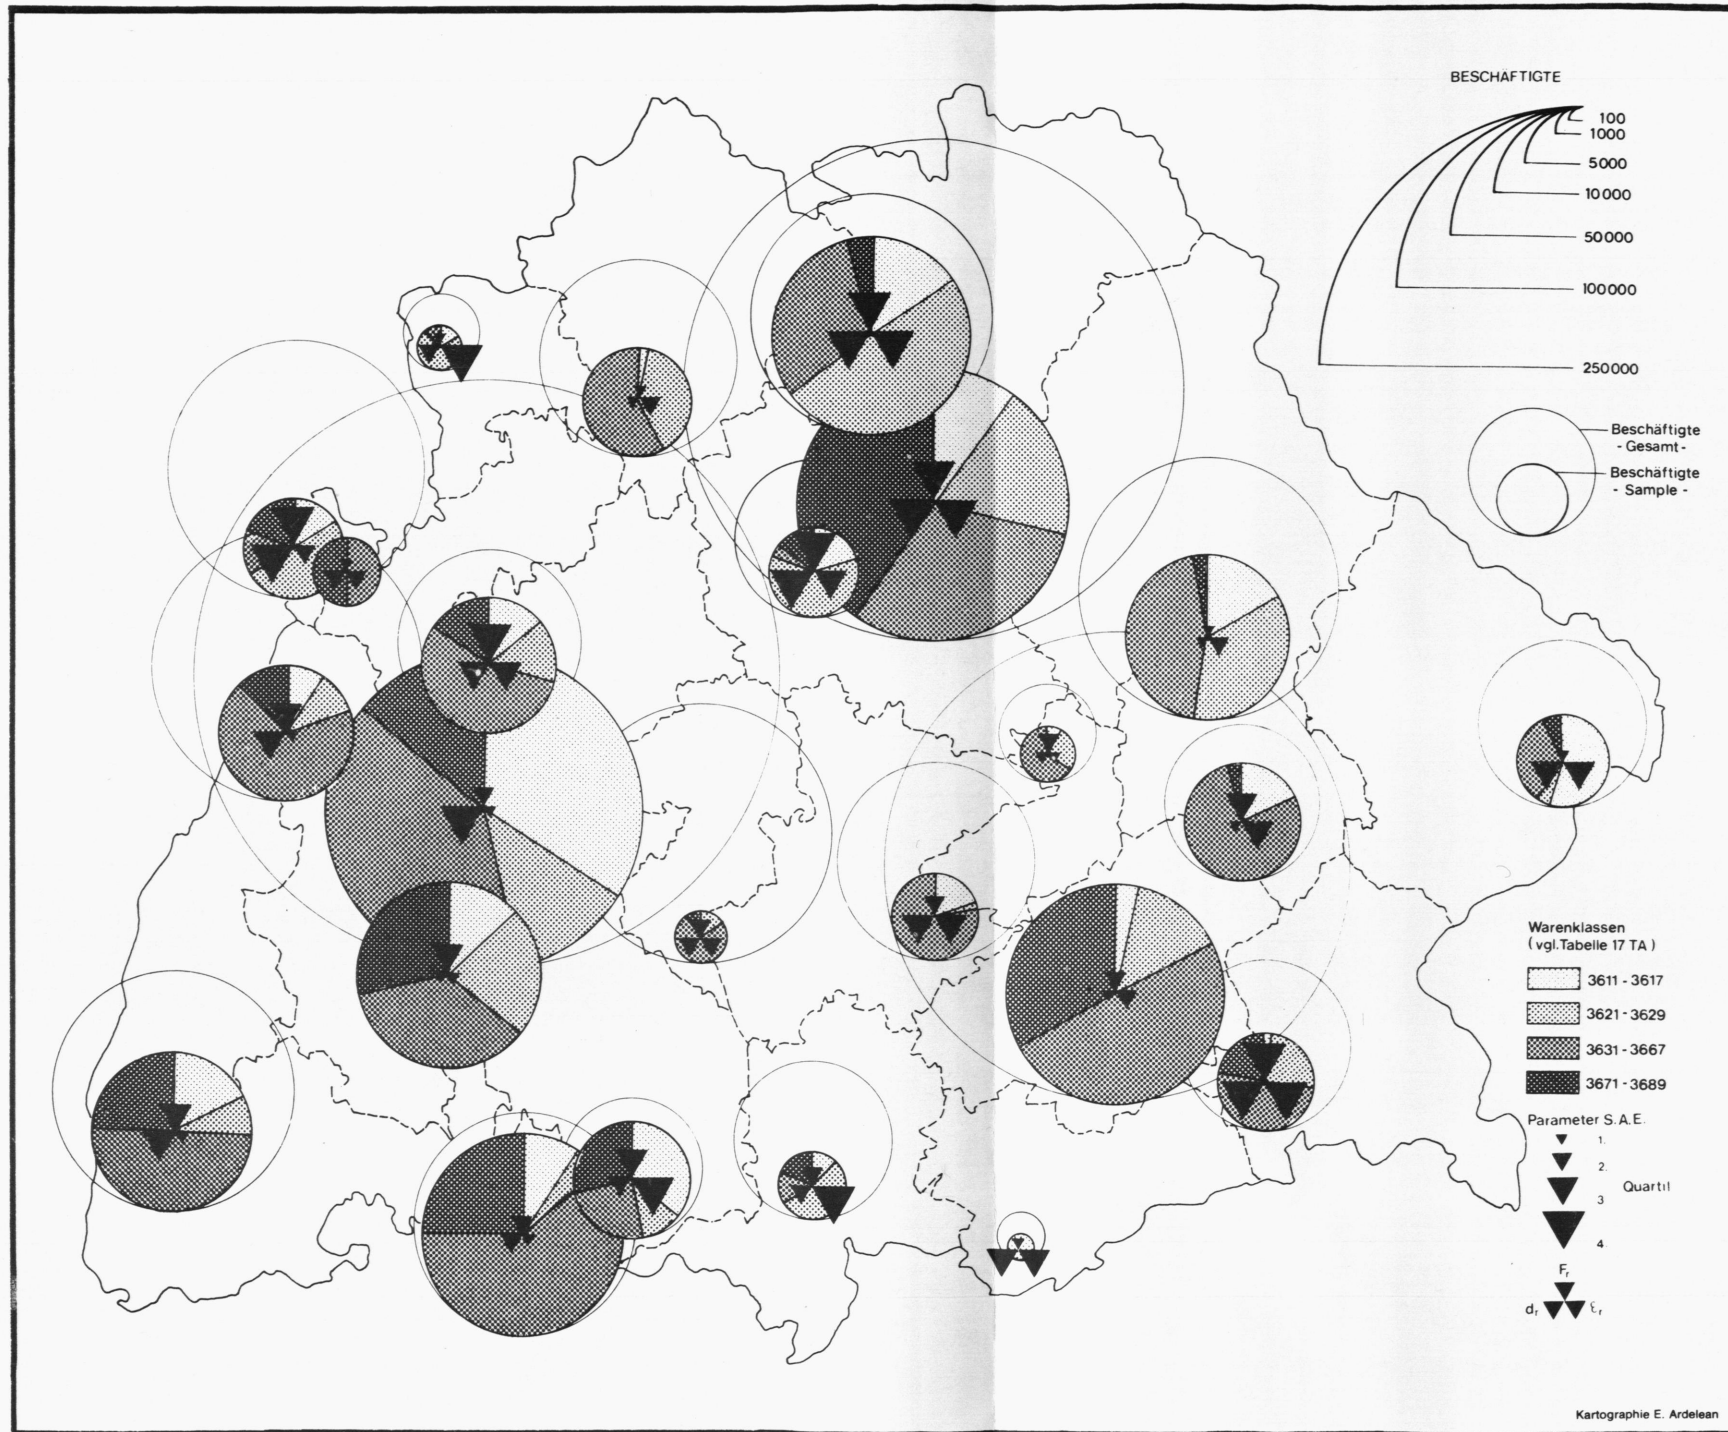 BESCHÄFTIGTE
100
1000
5000
10000
50000
100000
250000
Beschäftigte
- Gesamt -
Beschäftigte
- Sample -
Warenklassen
( vgl. Tabelle 17 TA )
3611 - 3617
3621 - 3629
3631 - 3667
3671 - 3689
Parameter S.A.E.
1.
2.
3 Quartil
4.
Fr
dr εr
Kartographie E. Ardelean